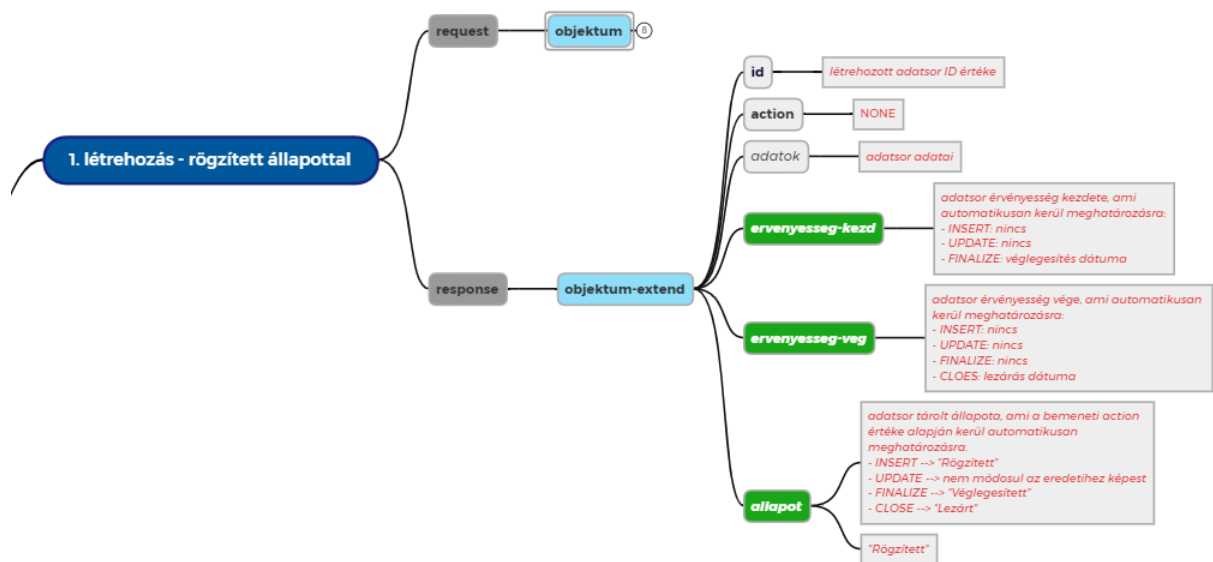 request
objektum
8
id
létrehozott adatsor ID értéke
action
NONE
1. létrehozás - rögzített állapottal
adatok
adatsor adatai
ervenyesseg-kezd
adatsor érvényesség kezdete, ami
automatikusan kerül meghatározásra:
- INSERT: nincs
- UPDATE: nincs
- FINALIZE: véglegesítés dátuma
response
objektum-extend
ervenyesseg-veg
adatsor érvényesség vége, ami automatikusan
kerül meghatározásra:
- INSERT: nincs
- UPDATE: nincs
- FINALIZE: nincs
- CLOES: lezárás dátuma
allapot
adatsor tárolt állapota, ami a bemeneti action
értéke alapján kerül automatikusan
meghatározásra.
- INSERT --> "Rögzített"
- UPDATE --> nem módosul az eredetihez képest
- FINALIZE --> "Véglegesített"
- CLOSE --> "Lezárt"
"Rögzített"